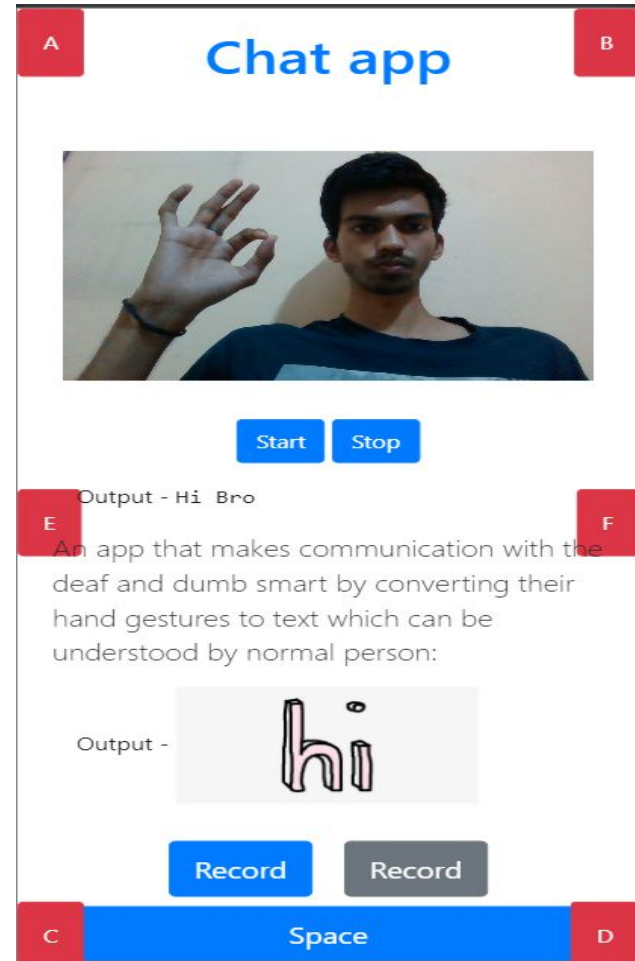 A
Chat app
B
Start
Stop
Output - Hi Bro
E
F
An app that makes communication with the
deaf and dumb smart by converting their
hand gestures to text which can be
understood by normal person:
Output -
hi
Record
Record
C
Space
D